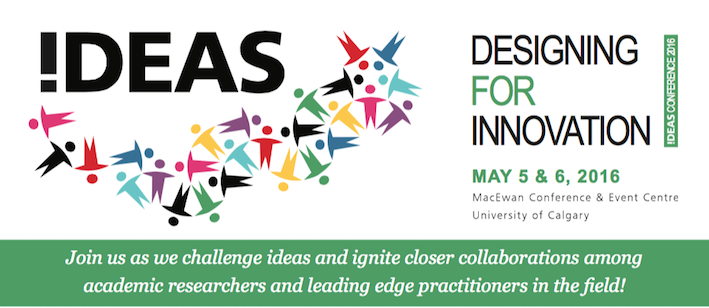 !DEAS
DESIGNING
FOR
INNOVATION
!DEAS CONFERENCE 2016
MAY 5 & 6, 2016
MacEwan Conference & Event Centre
University of Calgary
Join us as we challenge ideas and ignite closer collaborations among
academic researchers and leading edge practitioners in the field!